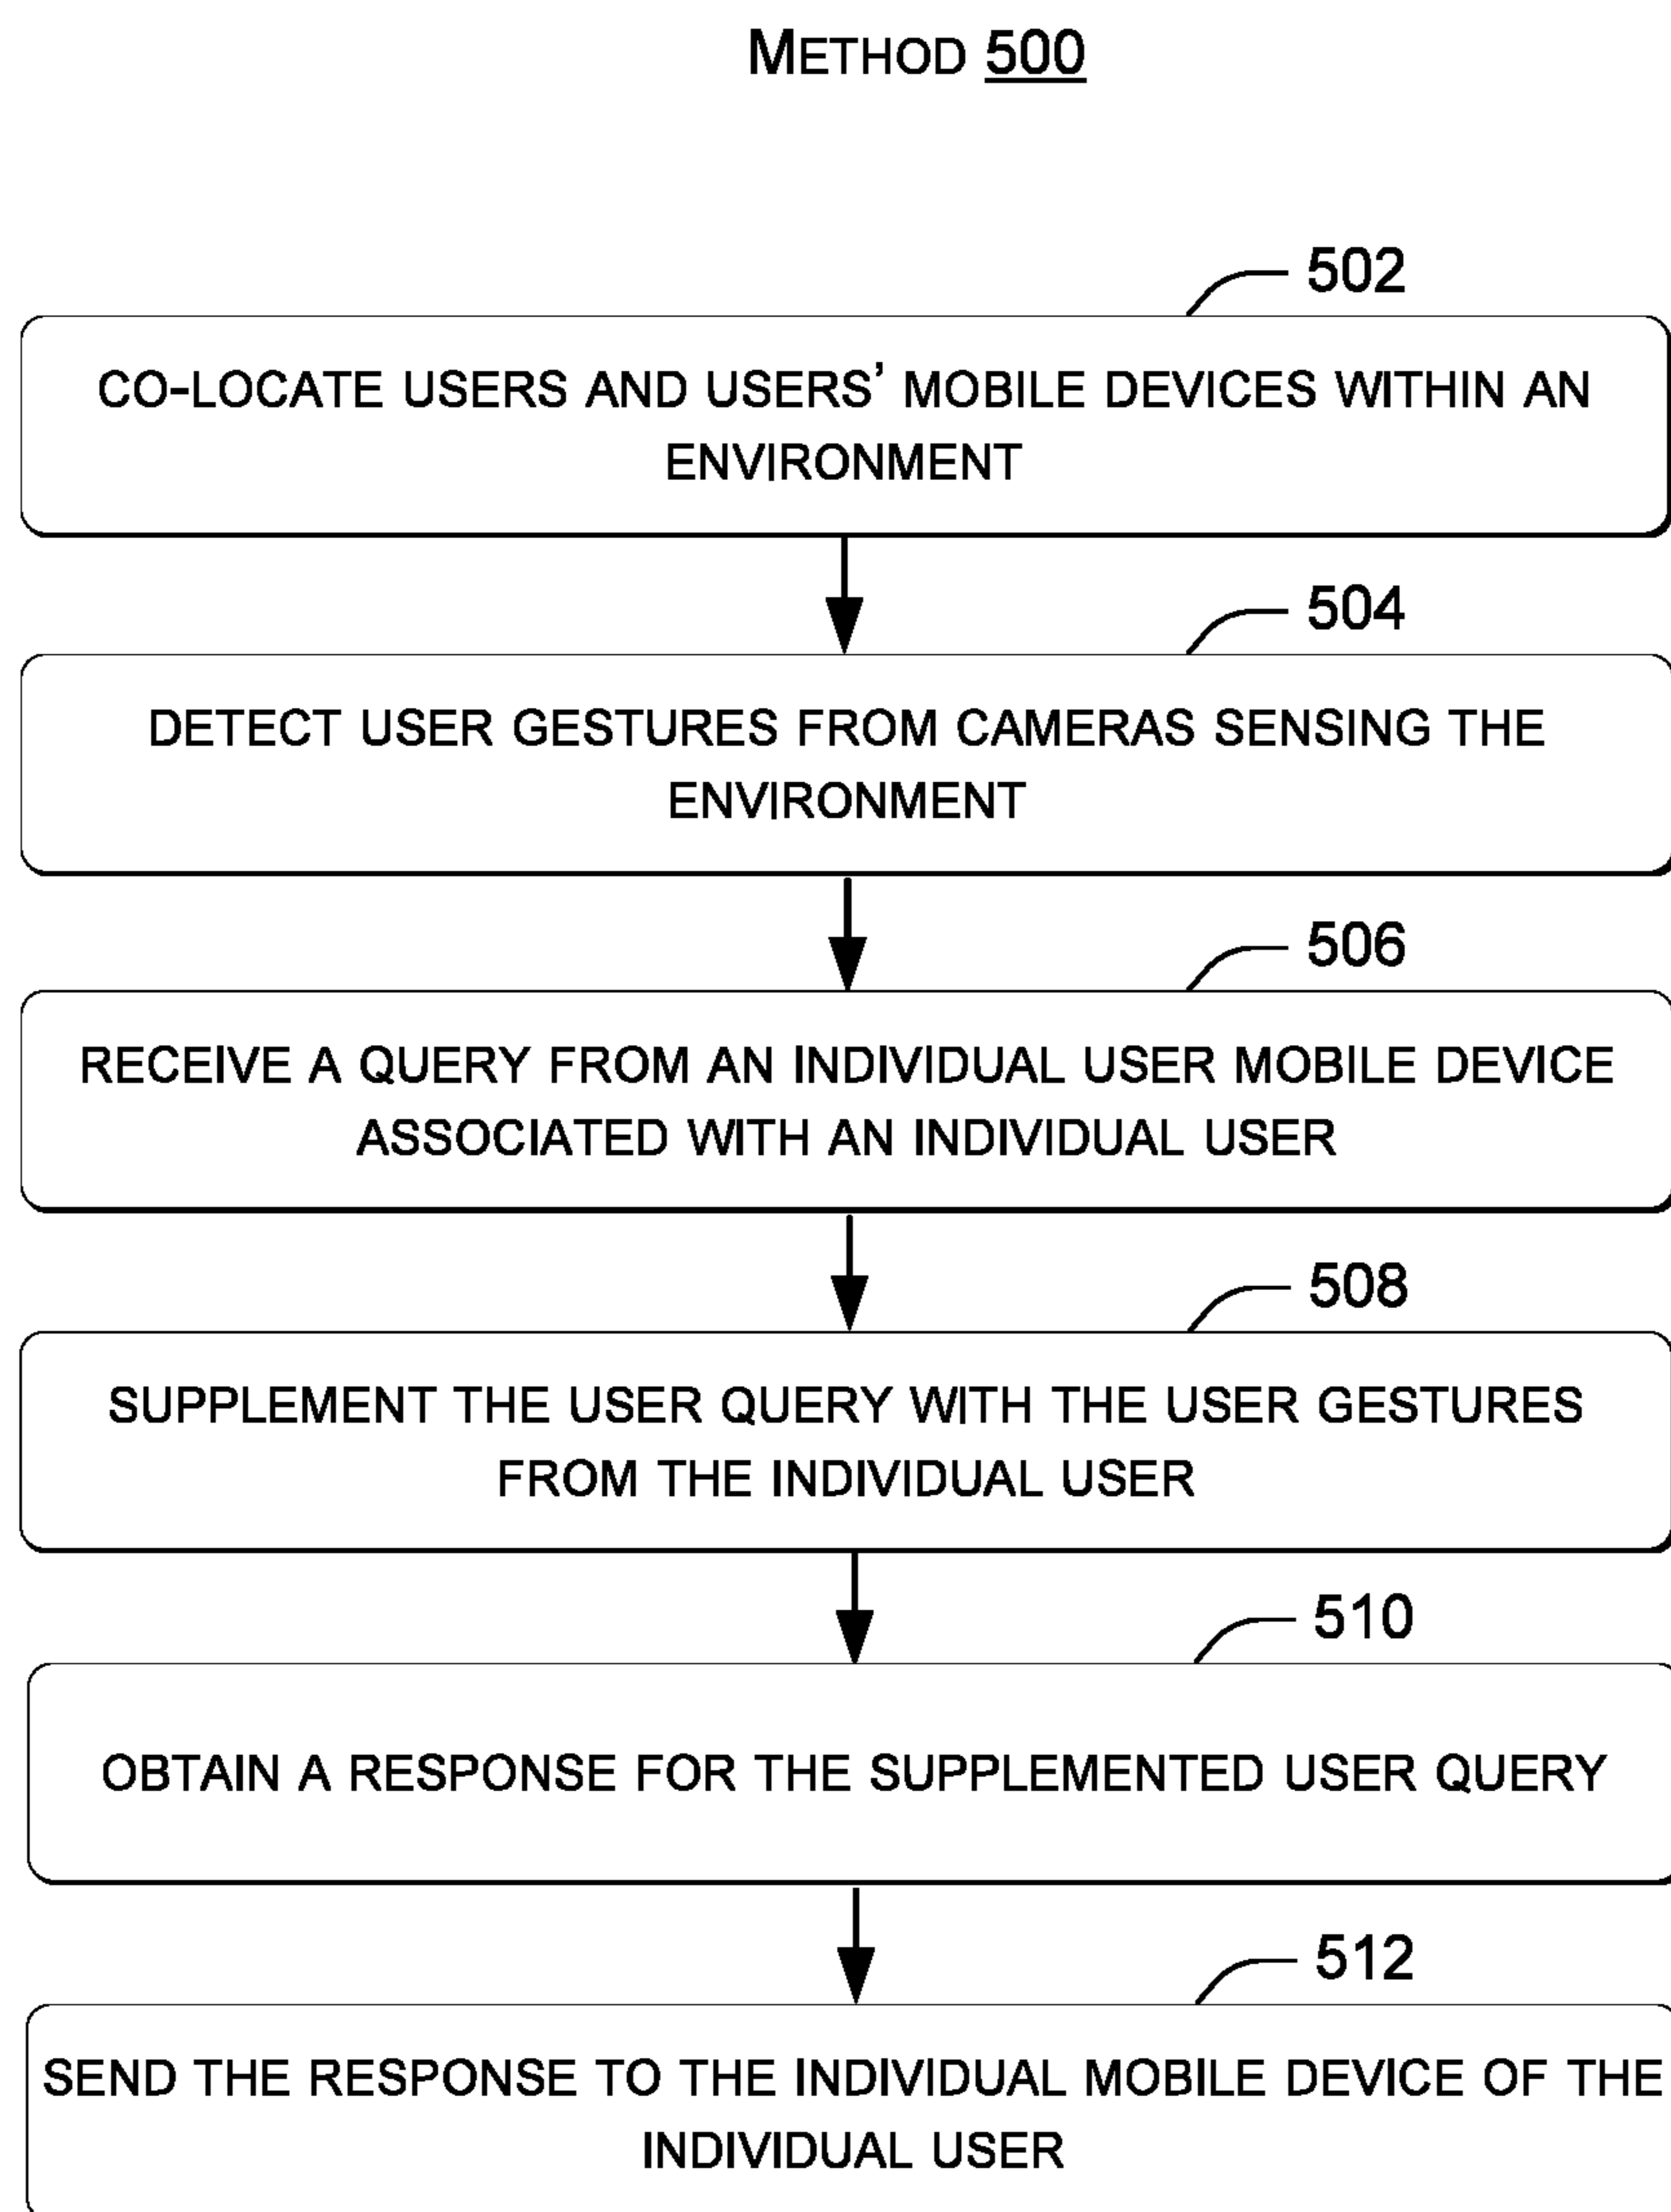 METHOD 500
502
CO-LOCATE USERS AND USERS' MOBILE DEVICES WITHIN AN
ENVIRONMENT
504
DETECT USER GESTURES FROM CAMERAS SENSING THE
ENVIRONMENT
506
RECEIVE A QUERY FROM AN INDIVIDUAL USER MOBILE DEVICE
ASSOCIATED WITH AN INDIVIDUAL USER
508
SUPPLEMENT THE USER QUERY WITH THE USER GESTURES
FROM THE INDIVIDUAL USER
510
OBTAIN A RESPONSE FOR THE SUPPLEMENTED USER QUERY
512
SEND THE RESPONSE TO THE INDIVIDUAL MOBILE DEVICE OF THE
INDIVIDUAL USER